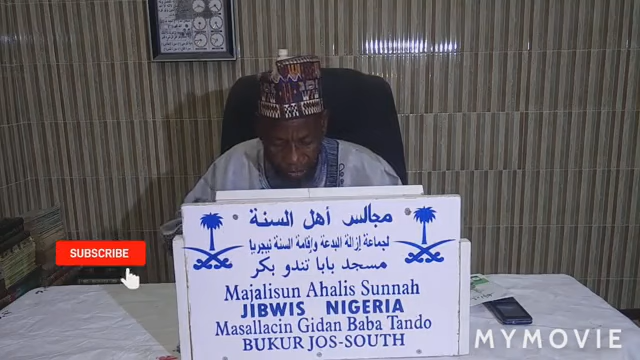 مجالس أهل السنة
لجماعة إزالة البدعة وإقامة السنة نيجريا
مسجد بابا تندو بكر
Majalisun Ahalis Sunnah
JIBWIS NIGERIA
Masallacin Gidan Baba Tando
BUKUR JOS-SOUTH
SUBSCRIBE
MYMOVIE